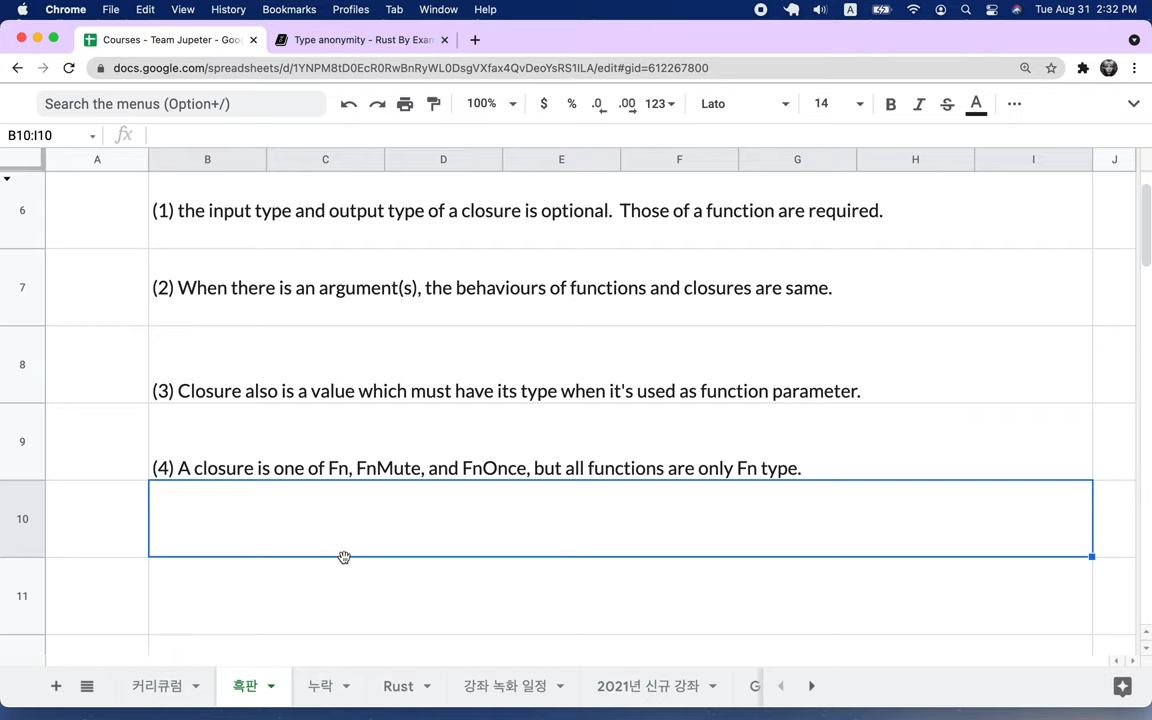 Chrome File Edit View History Bookmarks Profiles Tab Window Help A Tue Aug 31 2:32 PM
Courses - Team Jupeter - Goo Type anonymity - Rust By Exam
docs.google.com/spreadsheets/d/1YNPM8tD0EcR0RwBnRyWL0DsgVXfax4QvDeoYsRS1ILA/edit#gid=612267800
Search the menus (Option+/) 100% $ % .0 .00 123 Lato 14 B I S A
B10:I10 fx
A B C D E F G H I J
6 (1) the input type and output type of a closure is optional. Those of a function are required.
7 (2) When there is an argument(s), the behaviours of functions and closures are same.
8 (3) Closure also is a value which must have its type when it's used as function parameter.
9 (4) A closure is one of Fn, FnMute, and FnOnce, but all functions are only Fn type.
10
11
커리큘럼 흑판 누락 Rust 강좌 녹화 일정 2021년 신규 강좌 G